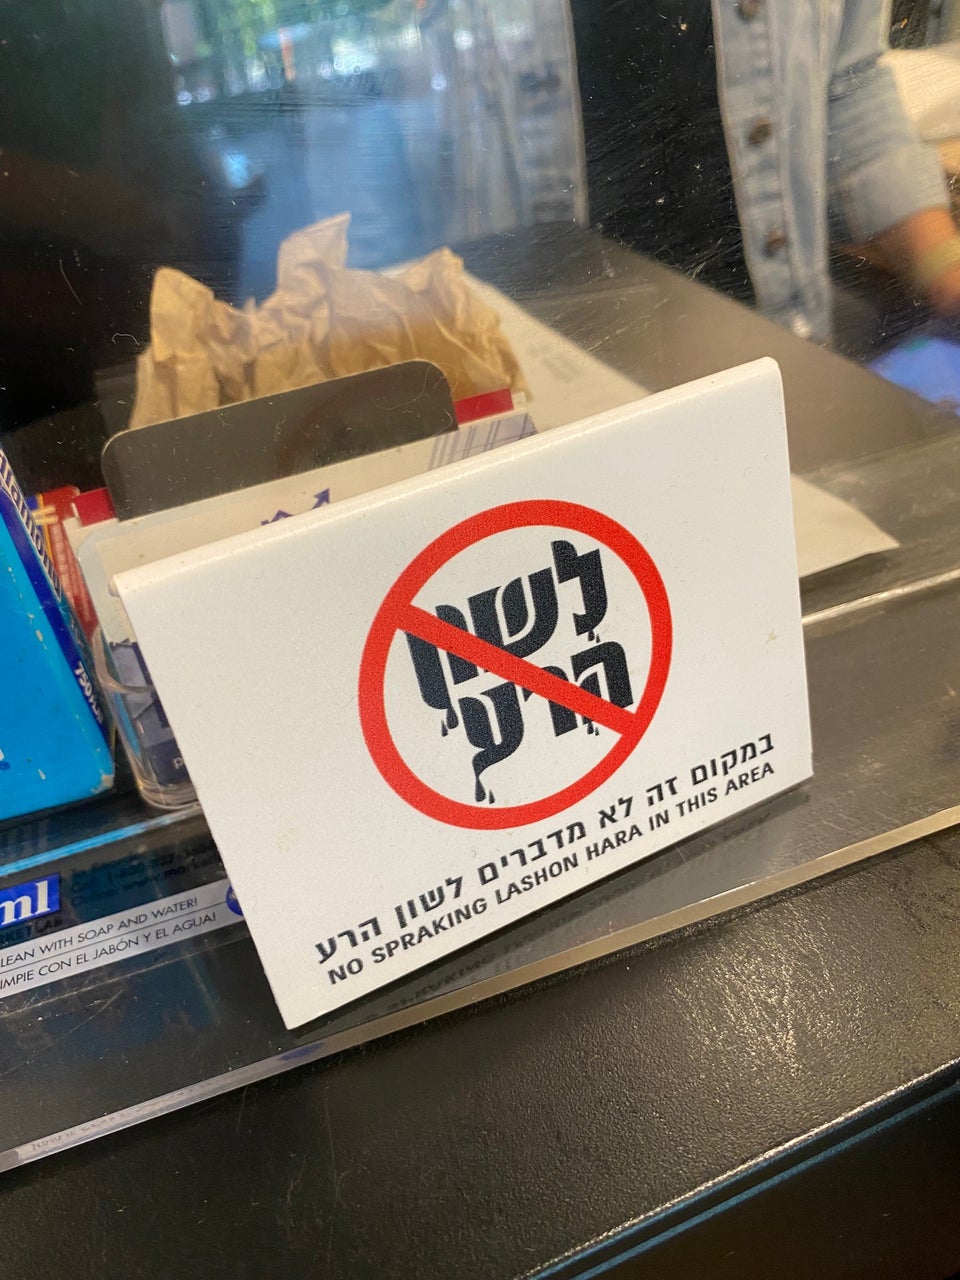 לשון
הרע
במקום זה לא מדברים לשון הרע
NO SPRAKING LASHON HARA IN THIS AREA
750mL
ml
LEAN WITH SOAP AND WATER!
IMPIE CON EL JABÓN Y EL AGUA!